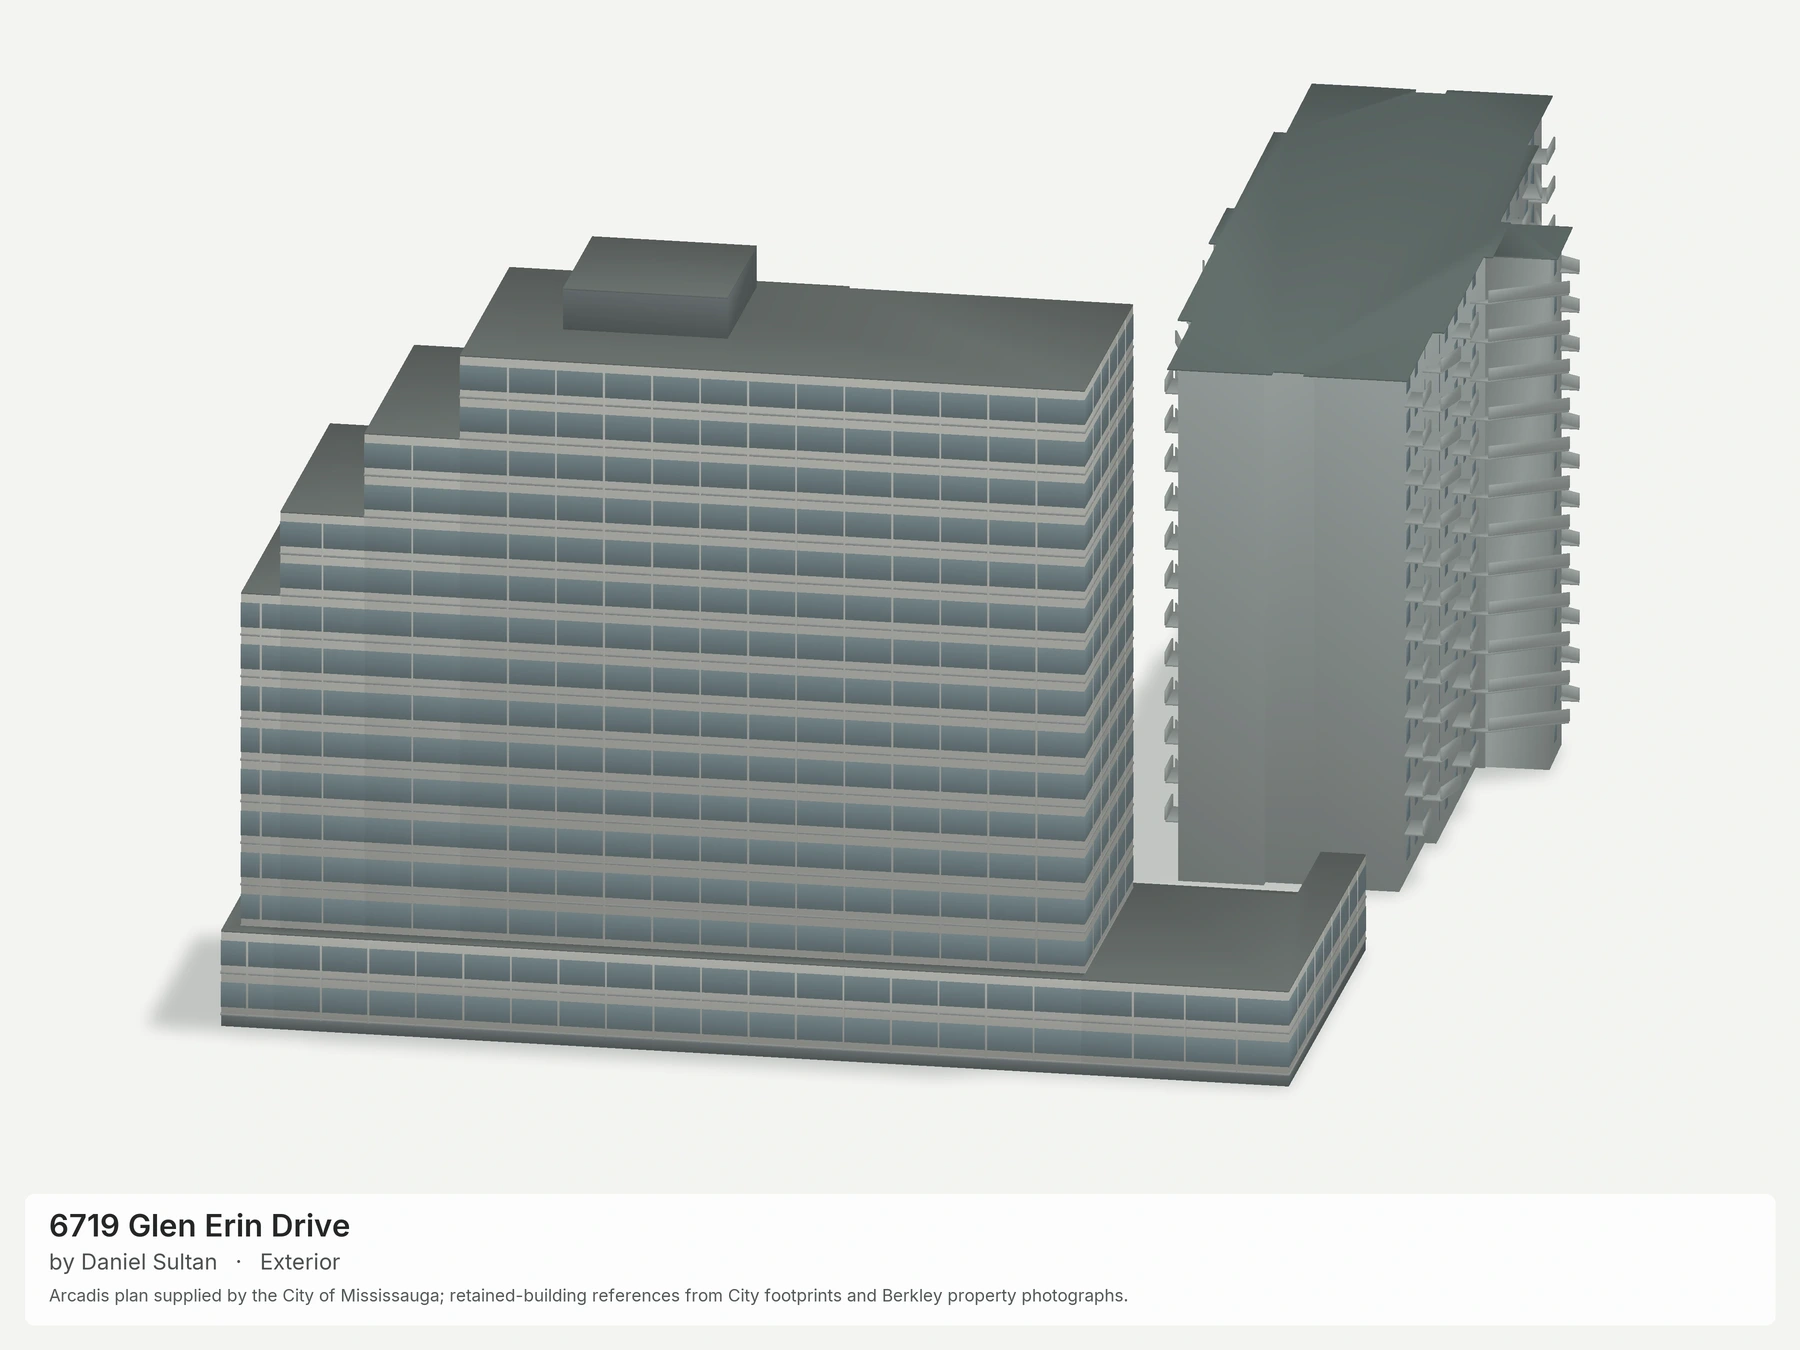 6719 Glen Erin Drive
by Daniel Sultan · Exterior
Arcadis plan supplied by the City of Mississauga; retained-building references from City footprints and Berkley property photographs.